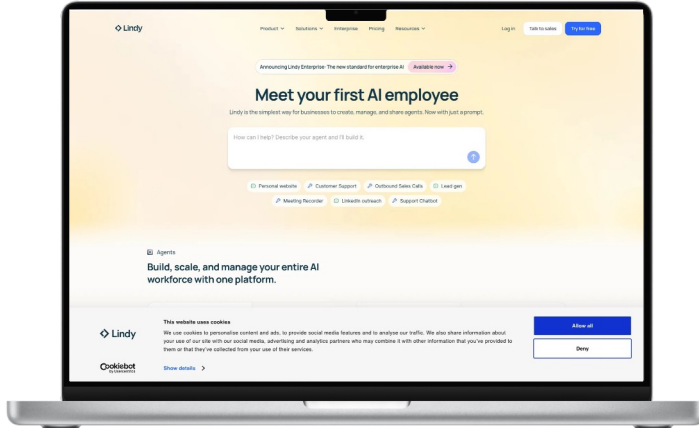 Lindy
Product Solutions Enterprise Pricing Resources
Log in
Talk to sales
Try for free
Announcing Lindy Enterprise- The new standard for enterprise AI Available now →
Meet your first AI employee
Lindy is the simplest way for businesses to create, manage, and share agents. Now with just a prompt.
How can I help? Describe your agent and I'll build it.
Personal website Customer Support Outbound Sales Calls Lead gen
Meeting Recorder LinkedIn outreach Support Chatbot
Agents
Build, scale, and manage your entire AI
workforce with one platform.
Lindy
Cookiebot
by Usercentrics
This website uses cookies
We use cookies to personalise content and ads, to provide social media features and to analyse our traffic. We also share information about
your use of our site with our social media, advertising and analytics partners who may combine it with other information that you've provided to
them or that they've collected from your use of their services.
Show details
Allow all
Deny